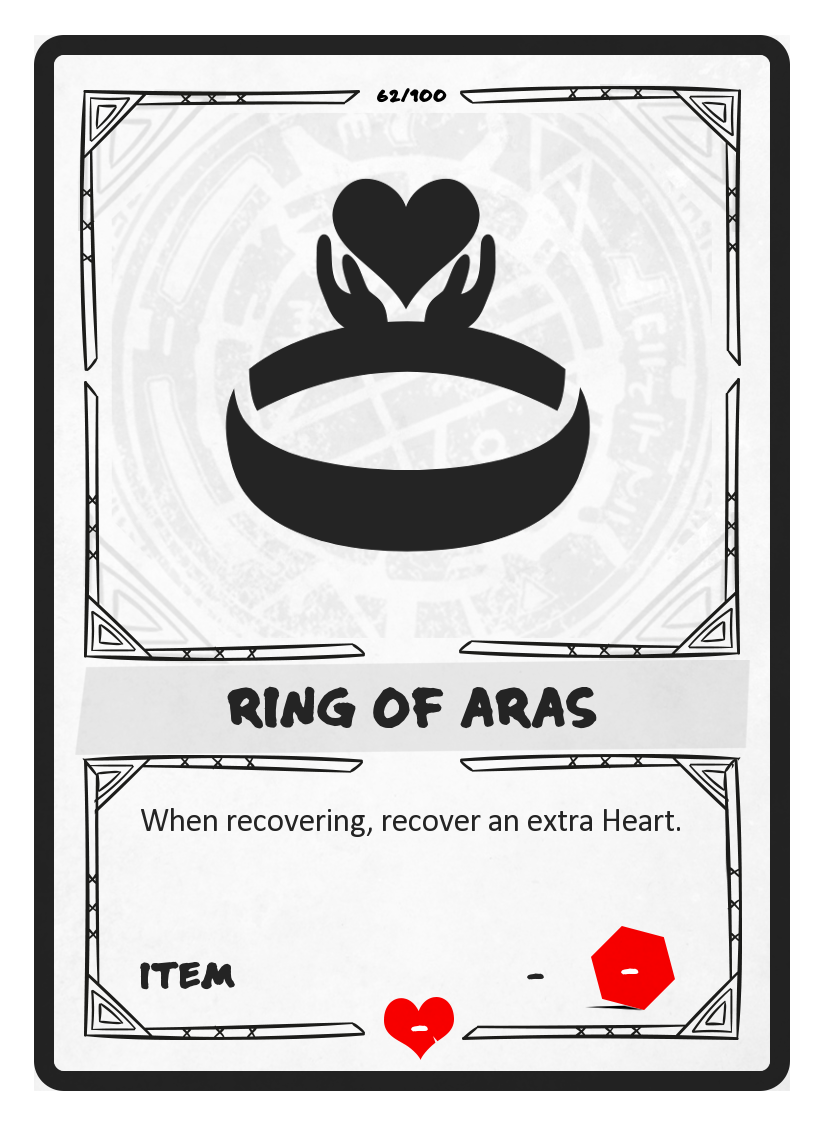 62/100
RING OF ARAS
When recovering, recover an extra Heart.
ITEM
- -
-